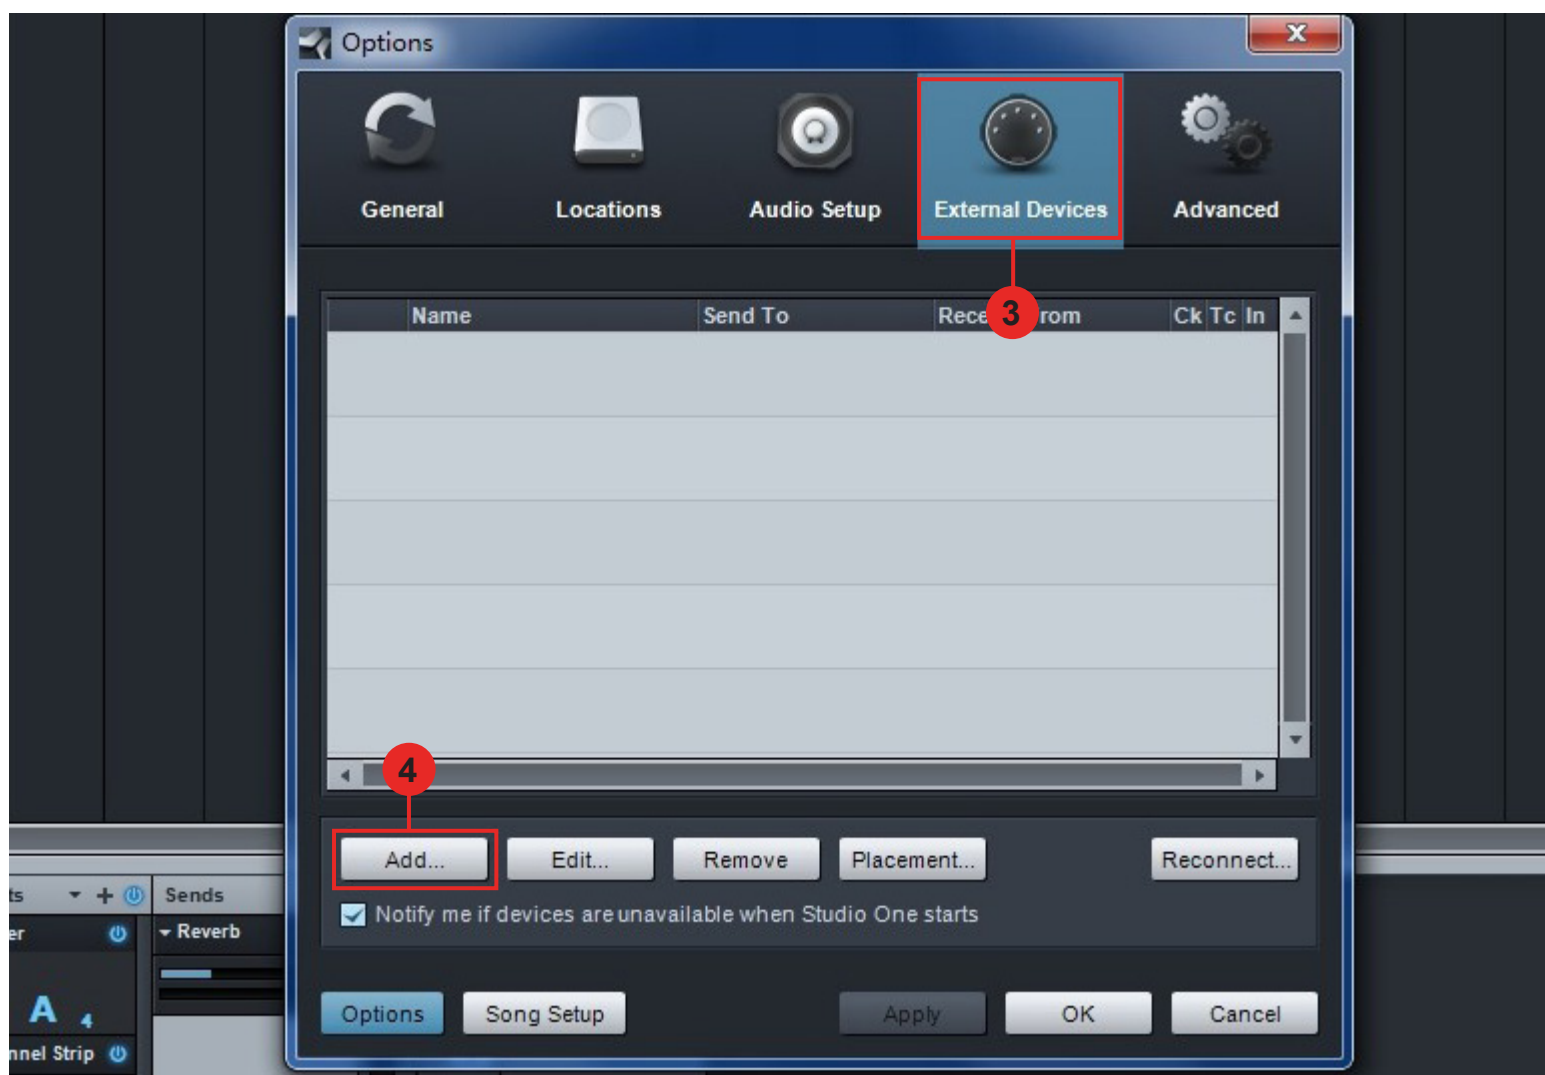 Options
General Locations Audio Setup External Devices Advanced
3
Name Send To Rece rom Ck Tc In
4
Add... Edit... Remove Placement... Reconnect...
Notify me if devices are unavailable when Studio One starts
ts Sends
er Reverb
A 4
nnel Strip
Options Song Setup Apply OK Cancel